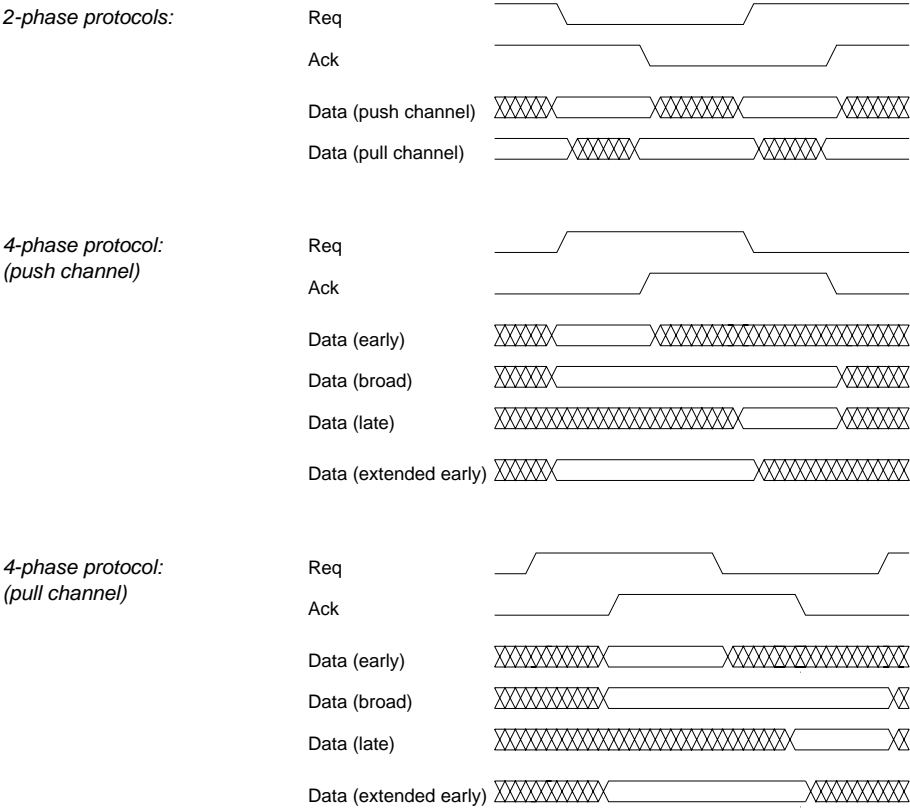 2-phase protocols:
Req
Ack
Data (push channel)
Data (pull channel)
4-phase protocol:
(push channel)
Req
Ack
Data (early)
Data (broad)
Data (late)
Data (extended early)
4-phase protocol:
(pull channel)
Req
Ack
Data (early)
Data (broad)
Data (late)
Data (extended early)